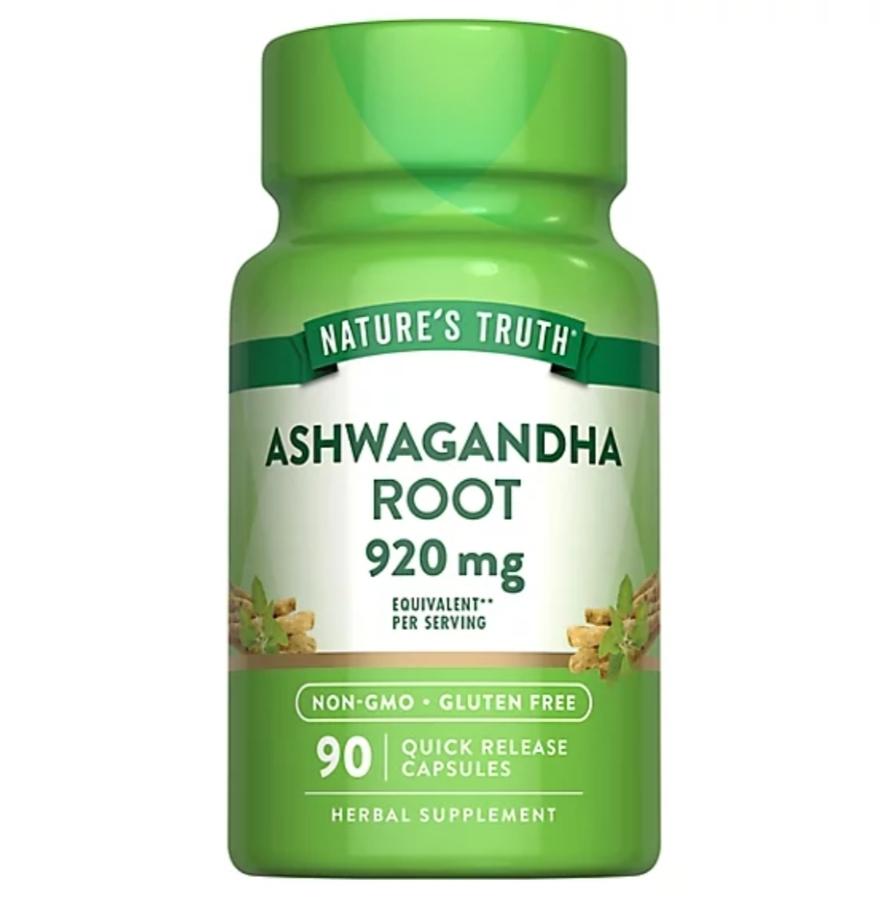 NATURE'S TRUTH®
ASHWAGANDHA
ROOT
920 mg
EQUIVALENT**
PER SERVING
NON-GMO • GLUTEN FREE
90
QUICK RELEASE
CAPSULES
HERBAL SUPPLEMENT